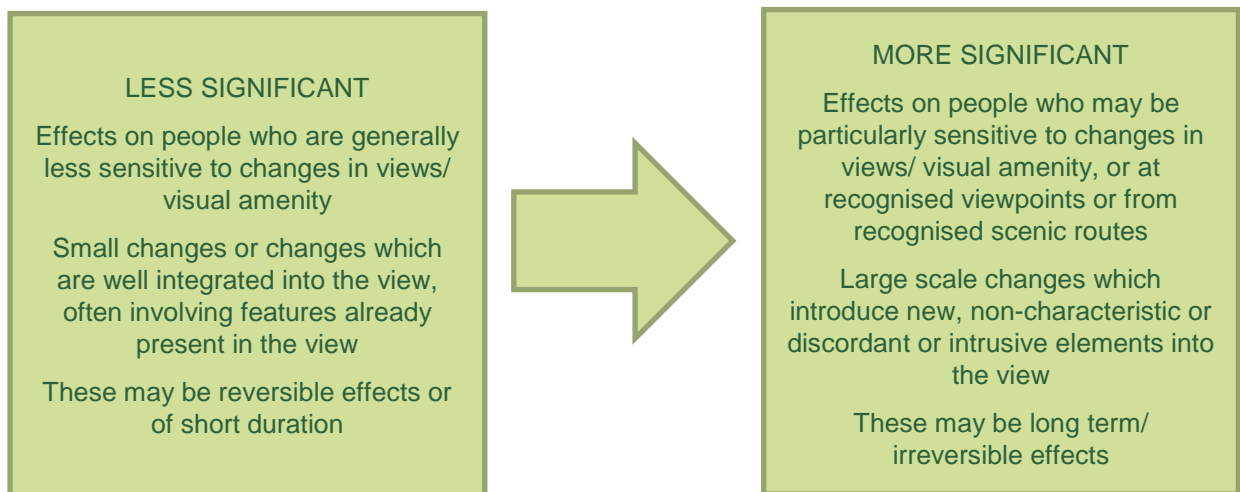 LESS SIGNIFICANT
Effects on people who are generally
less sensitive to changes in views/
visual amenity
Small changes or changes which
are well integrated into the view,
often involving features already
present in the view
These may be reversible effects or
of short duration
MORE SIGNIFICANT
Effects on people who may be
particularly sensitive to changes in
views/ visual amenity, or at
recognised viewpoints or from
recognised scenic routes
Large scale changes which
introduce new, non-characteristic or
discordant or intrusive elements into
the view
These may be long term/
irreversible effects